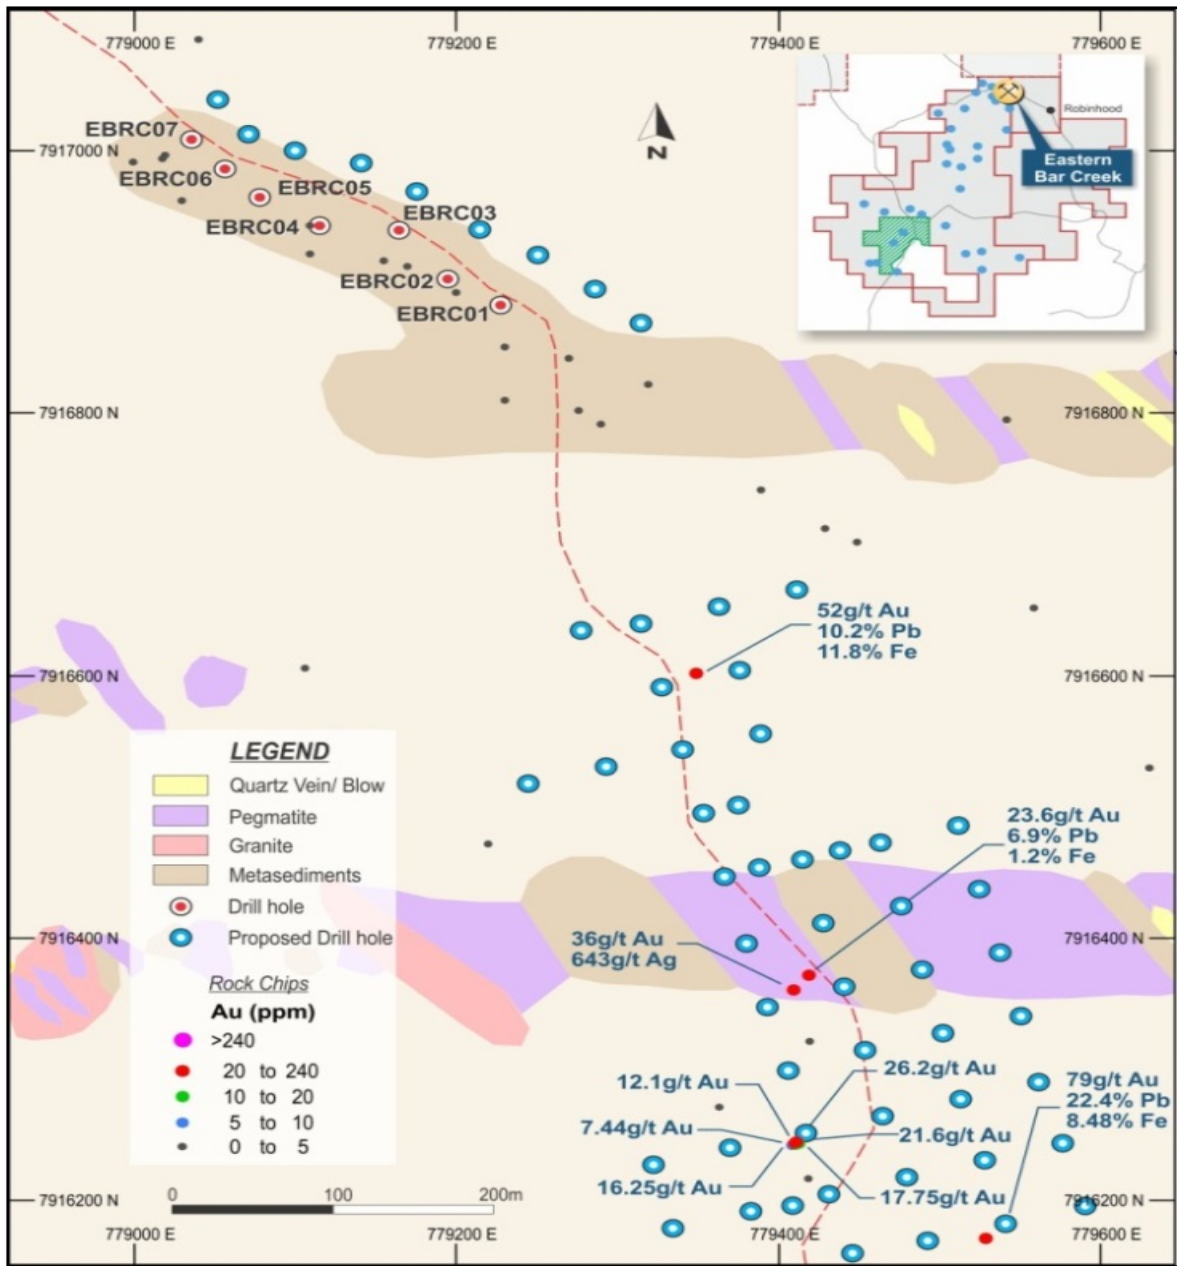 779000 E
779200 E
779400 E
779600 E
Robinhood
Eastern
Bar Creek
EBRC07
7917000 N
7917000 N
EBRC06
EBRC05
EBRC04
EBRC03
EBRC02
EBRC01
N
7916800 N
7916800 N
52g/t Au
10.2% Pb
11.8% Fe
7916600 N
7916600 N
LEGEND
Quartz Vein/ Blow
Pegmatite
Granite
Metasediments
Drill hole
Proposed Drill hole
Rock Chips
Au (ppm)
>240
20 to 240
10 to 20
5 to 10
0 to 5
23.6g/t Au
6.9% Pb
1.2% Fe
36g/t Au
643g/t Ag
7916400 N
7916400 N
12.1g/t Au
26.2g/t Au
79g/t Au
22.4% Pb
8.48% Fe
7.44g/t Au
21.6g/t Au
16.25g/t Au
17.75g/t Au
7916200 N
7916200 N
0 100 200m
779000 E
779200 E
779400 E
779600 E